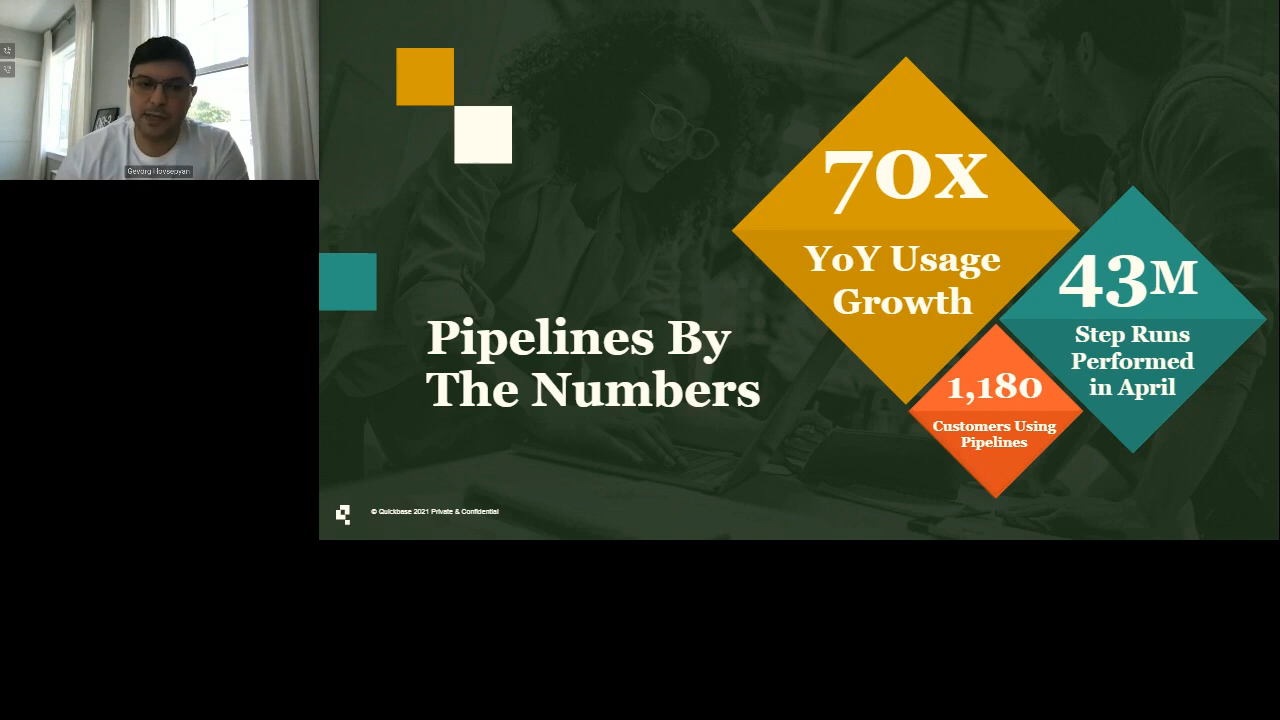 Gevorg Hovsepyan
70X
YoY Usage
Growth
43M
Step Runs
Performed
in April
1,180
Customers Using
Pipelines
Pipelines By
The Numbers
© Quickbase 2021 Private & Confidential